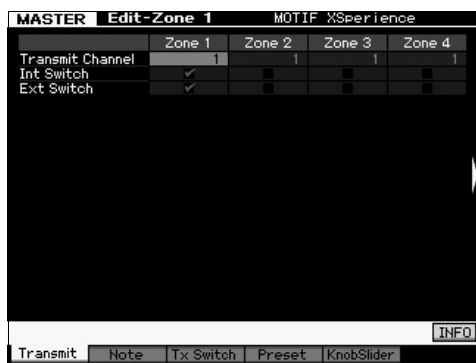 MASTER Edit-Zone 1 MOTIF XSperience
Zone 1 Zone 2 Zone 3 Zone 4
Transmit Channel 1 1 1 1
Int Switch
Ext Switch
INFO
Transmit Note Tx Switch Preset KnobSlider